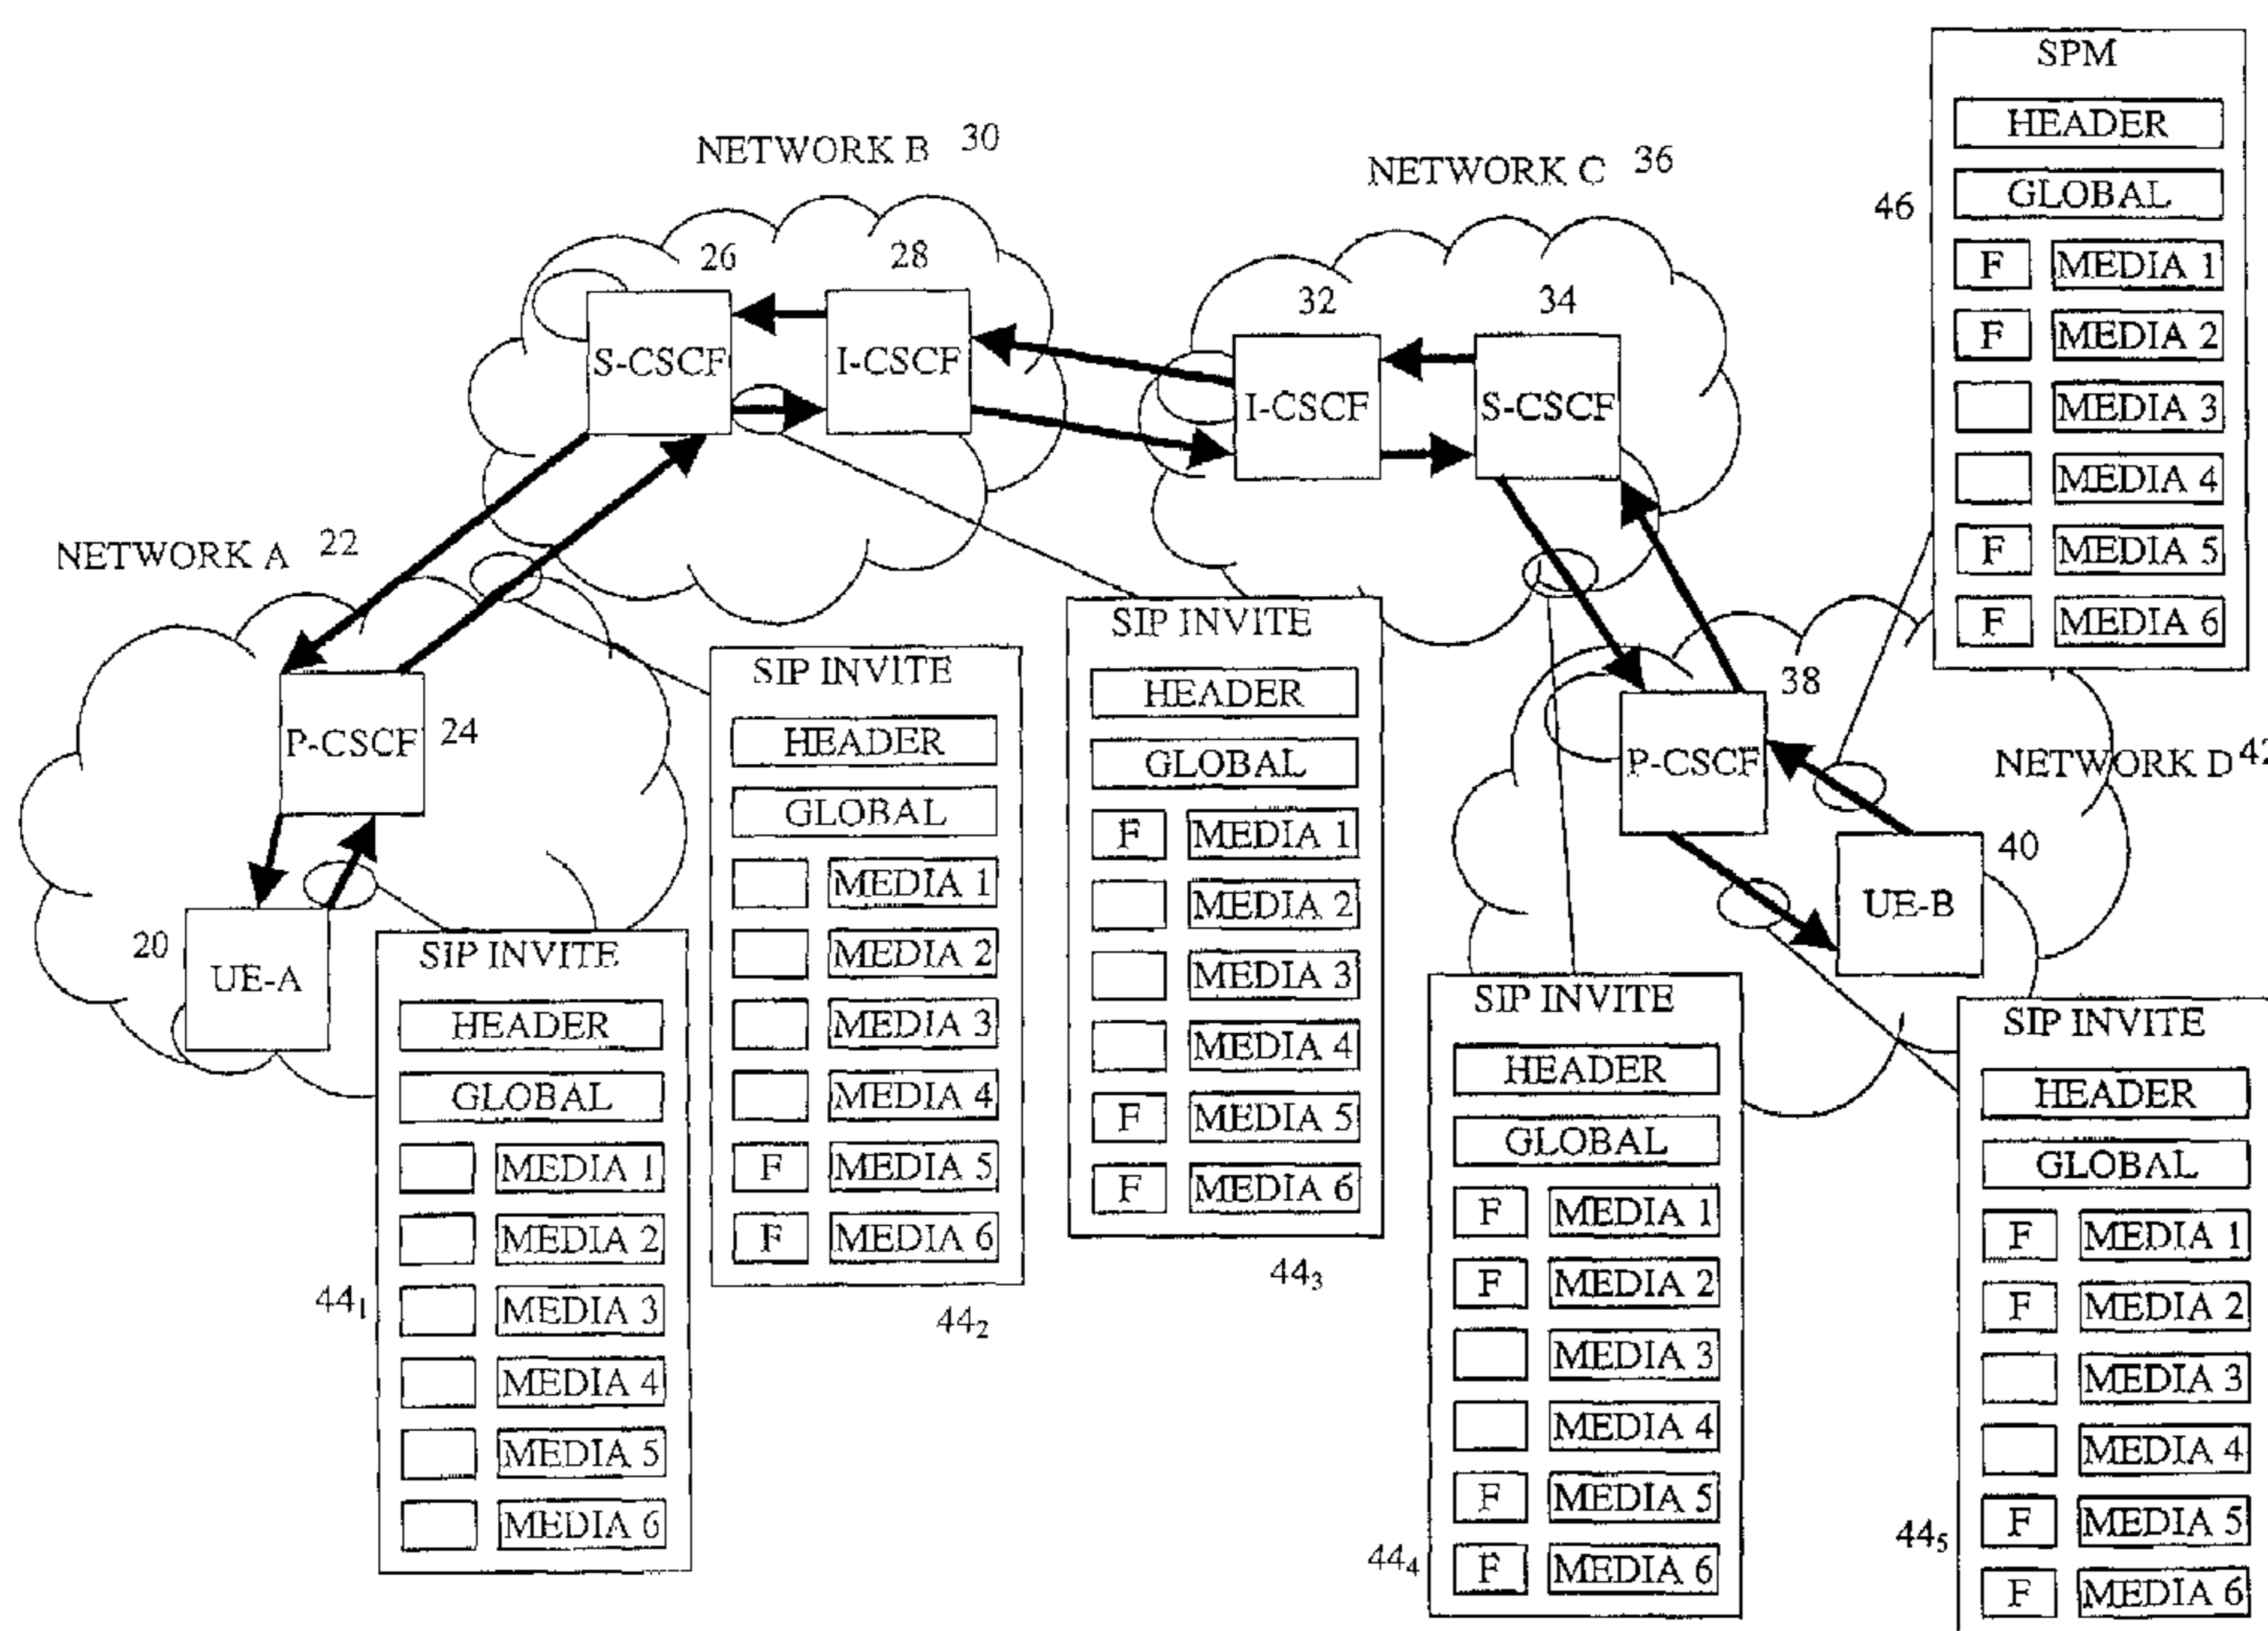 NETWORK B 30
26
28
S-CSCF
I-CSCF
NETWORK C 36
32
34
I-CSCF
S-CSCF
NETWORK A 22
P-CSCF 24
20
UE-A
38
P-CSCF
NETWORK D 42
40
UE-B
44₁
SIP INVITE
HEADER
GLOBAL
MEDIA 1
MEDIA 2
MEDIA 3
MEDIA 4
MEDIA 5
MEDIA 6
44₂
SIP INVITE
HEADER
GLOBAL
MEDIA 1
MEDIA 2
MEDIA 3
MEDIA 4
F MEDIA 5
F MEDIA 6
44₃
SIP INVITE
HEADER
GLOBAL
F MEDIA 1
MEDIA 2
MEDIA 3
MEDIA 4
F MEDIA 5
F MEDIA 6
44₄
SIP INVITE
HEADER
GLOBAL
F MEDIA 1
F MEDIA 2
MEDIA 3
MEDIA 4
F MEDIA 5
F MEDIA 6
44₅
SIP INVITE
HEADER
GLOBAL
F MEDIA 1
F MEDIA 2
MEDIA 3
MEDIA 4
F MEDIA 5
F MEDIA 6
46
SPM
HEADER
GLOBAL
F MEDIA 1
F MEDIA 2
MEDIA 3
MEDIA 4
F MEDIA 5
F MEDIA 6